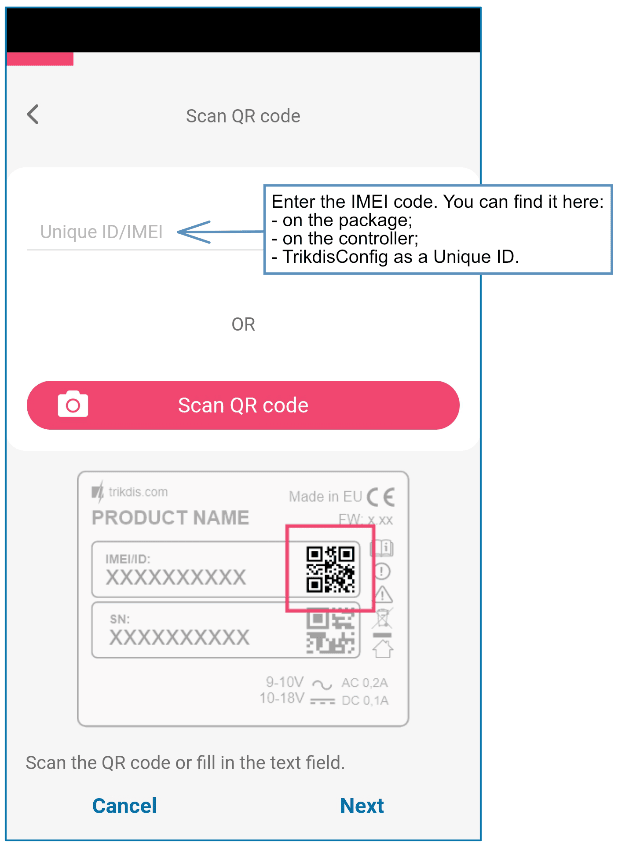 Scan QR code
Enter the IMEI code. You can find it here:
- on the package;
- on the controller;
- TrikdisConfig as a Unique ID.
Unique ID/IMEI
OR
Scan QR code
trikdis.com
Made in EU CE
PRODUCT NAME
FW: x.xx
IMEI/ID:
XXXXXXXXXX
SN:
XXXXXXXXXX
9-10V AC 0,2A
10-18V DC 0,1A
Scan the QR code or fill in the text field.
Cancel Next